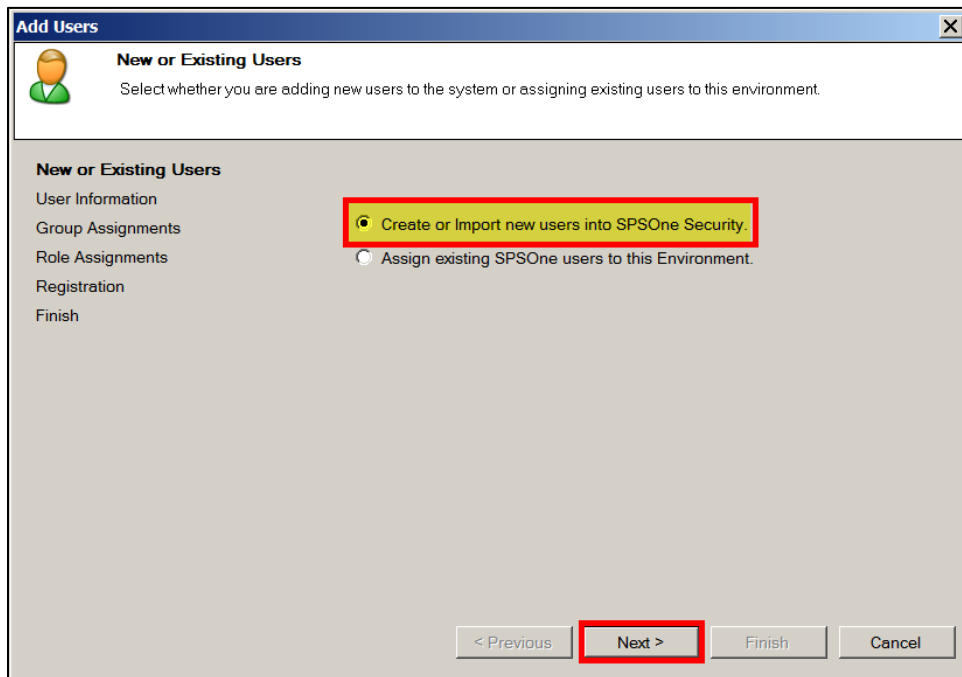 Add Users
New or Existing Users
Select whether you are adding new users to the system or assigning existing users to this environment.
New or Existing Users
User Information
Group Assignments
Role Assignments
Registration
Finish
Create or Import new users into SPSOne Security.
Assign existing SPSOne users to this Environment.
< Previous
Next >
Finish
Cancel